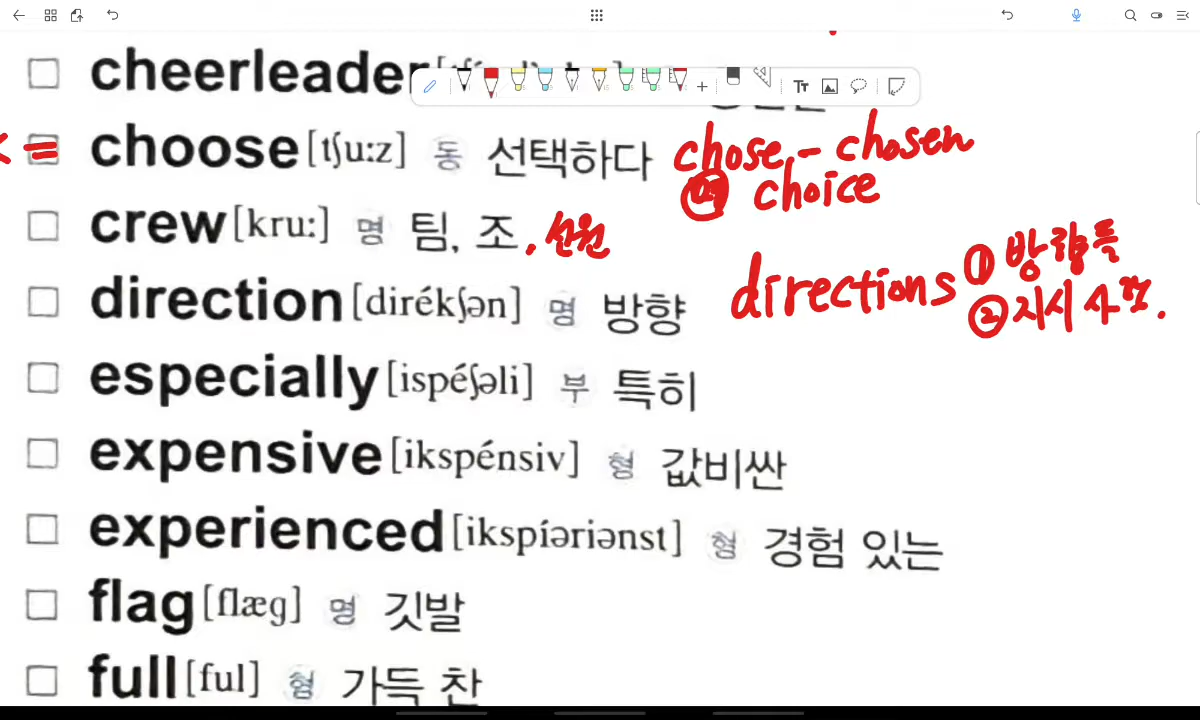 cheerleader
choose [tʃuːz] 동 선택하다 chose - chosen
명 choice
crew [kruː] 명 팀, 조, 선원
direction [dirékʃən] 명 방향 directions ① 방향들
② 지시 사항.
especially [ispéʃəli] 부 특히
expensive [ikspénsiv] 형 값비싼
experienced [ikspíəriənst] 형 경험 있는
flag [flæg] 명 깃발
full [ful] 형 가득 찬